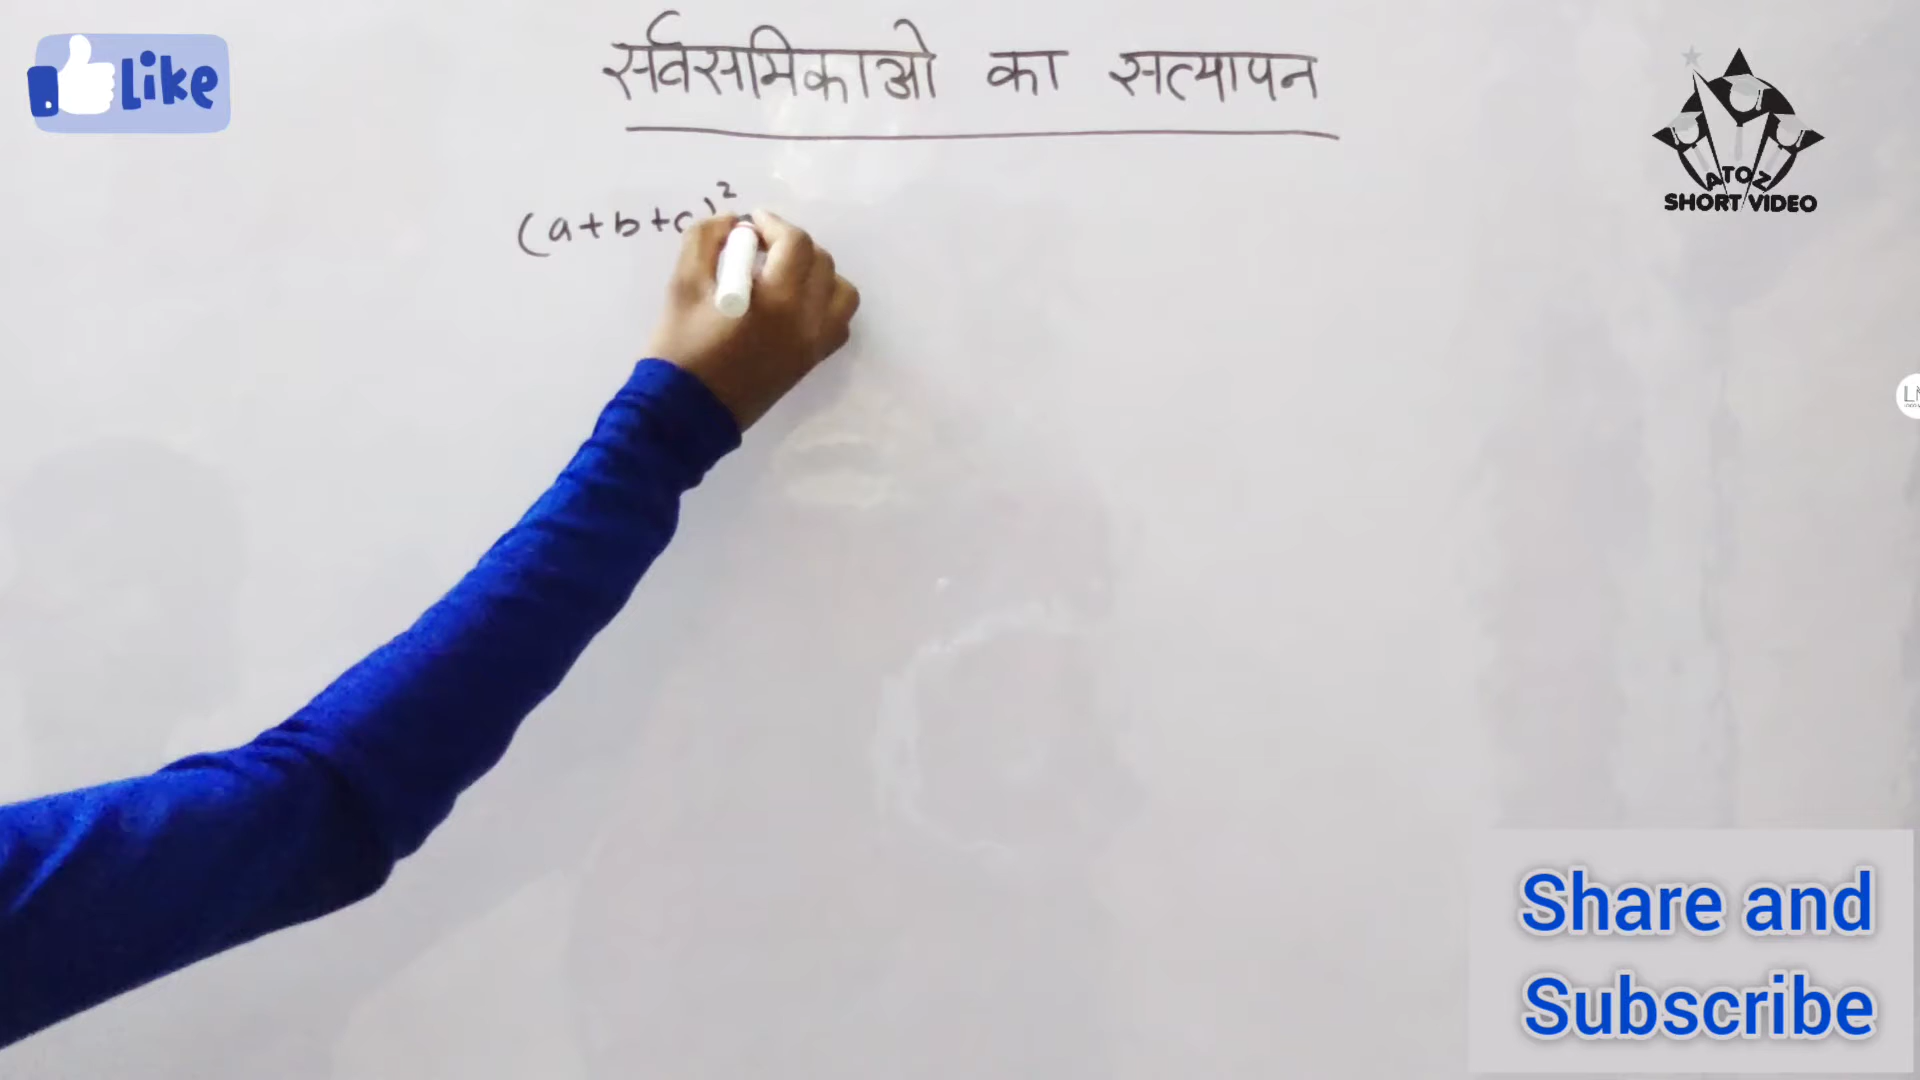 Like
सर्वसमिकाओ का सत्यापन
ATOZ
SHORT VIDEO
(a+b+c)²
Share and
Subscribe